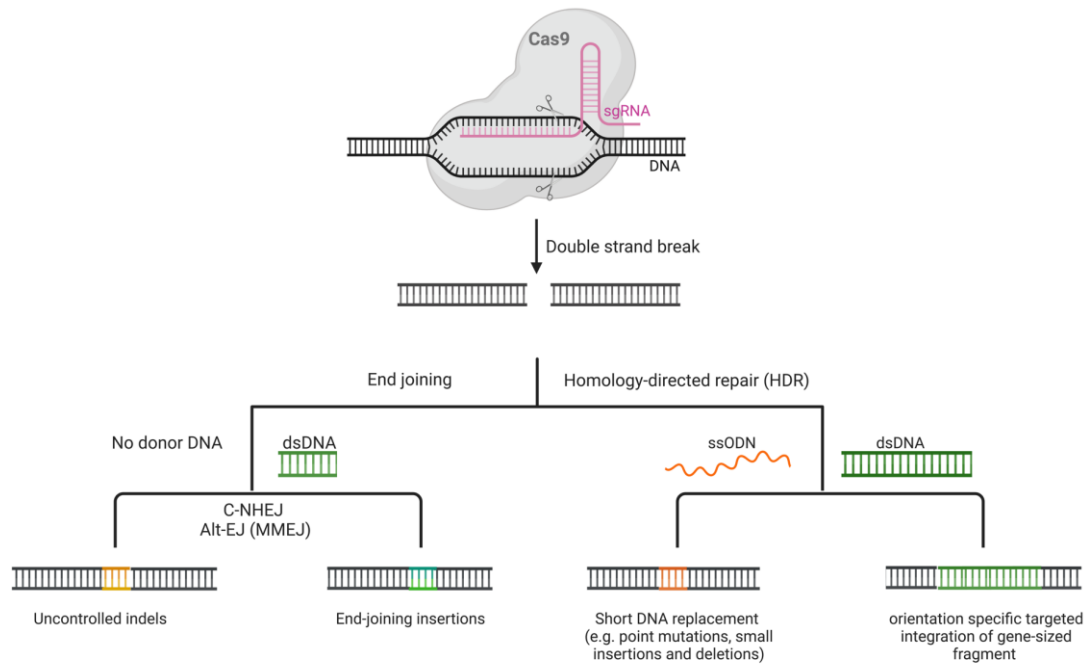 Cas9
sgRNA
DNA
Double strand break
End joining
Homology-directed repair (HDR)
No donor DNA
dsDNA
ssODN
dsDNA
C-NHEJ
Alt-EJ (MMEJ)
Uncontrolled indels
End-joining insertions
Short DNA replacement
(e.g. point mutations, small
insertions and deletions)
orientation specific targeted
integration of gene-sized
fragment